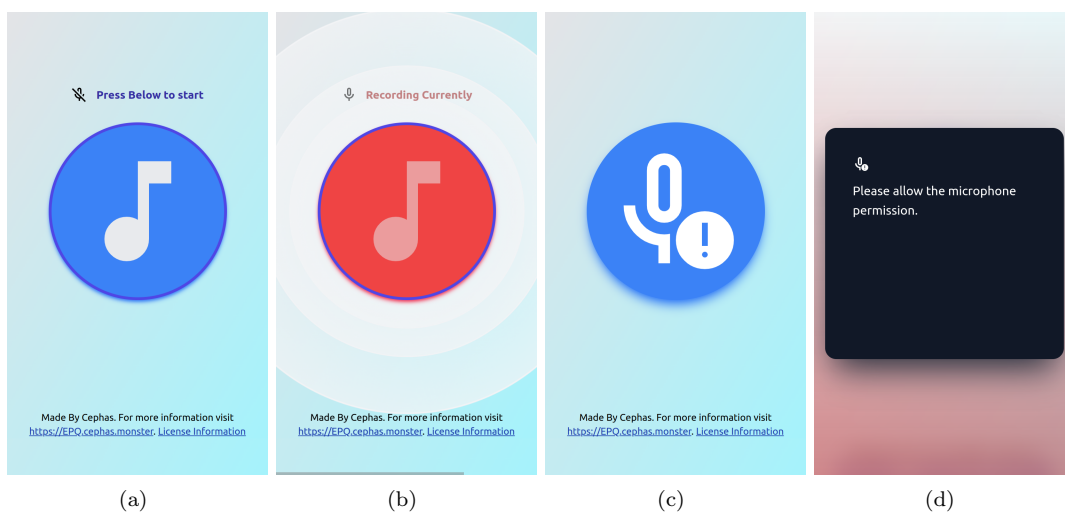 Press Below to start
Made By Cephas. For more information visit
https://EPQ.cephas.monster. License Information
(a)
Recording Currently
Made By Cephas. For more information visit
https://EPQ.cephas.monster. License Information
(b)
!
Made By Cephas. For more information visit
https://EPQ.cephas.monster. License Information
(c)
Please allow the microphone
permission.
(d)